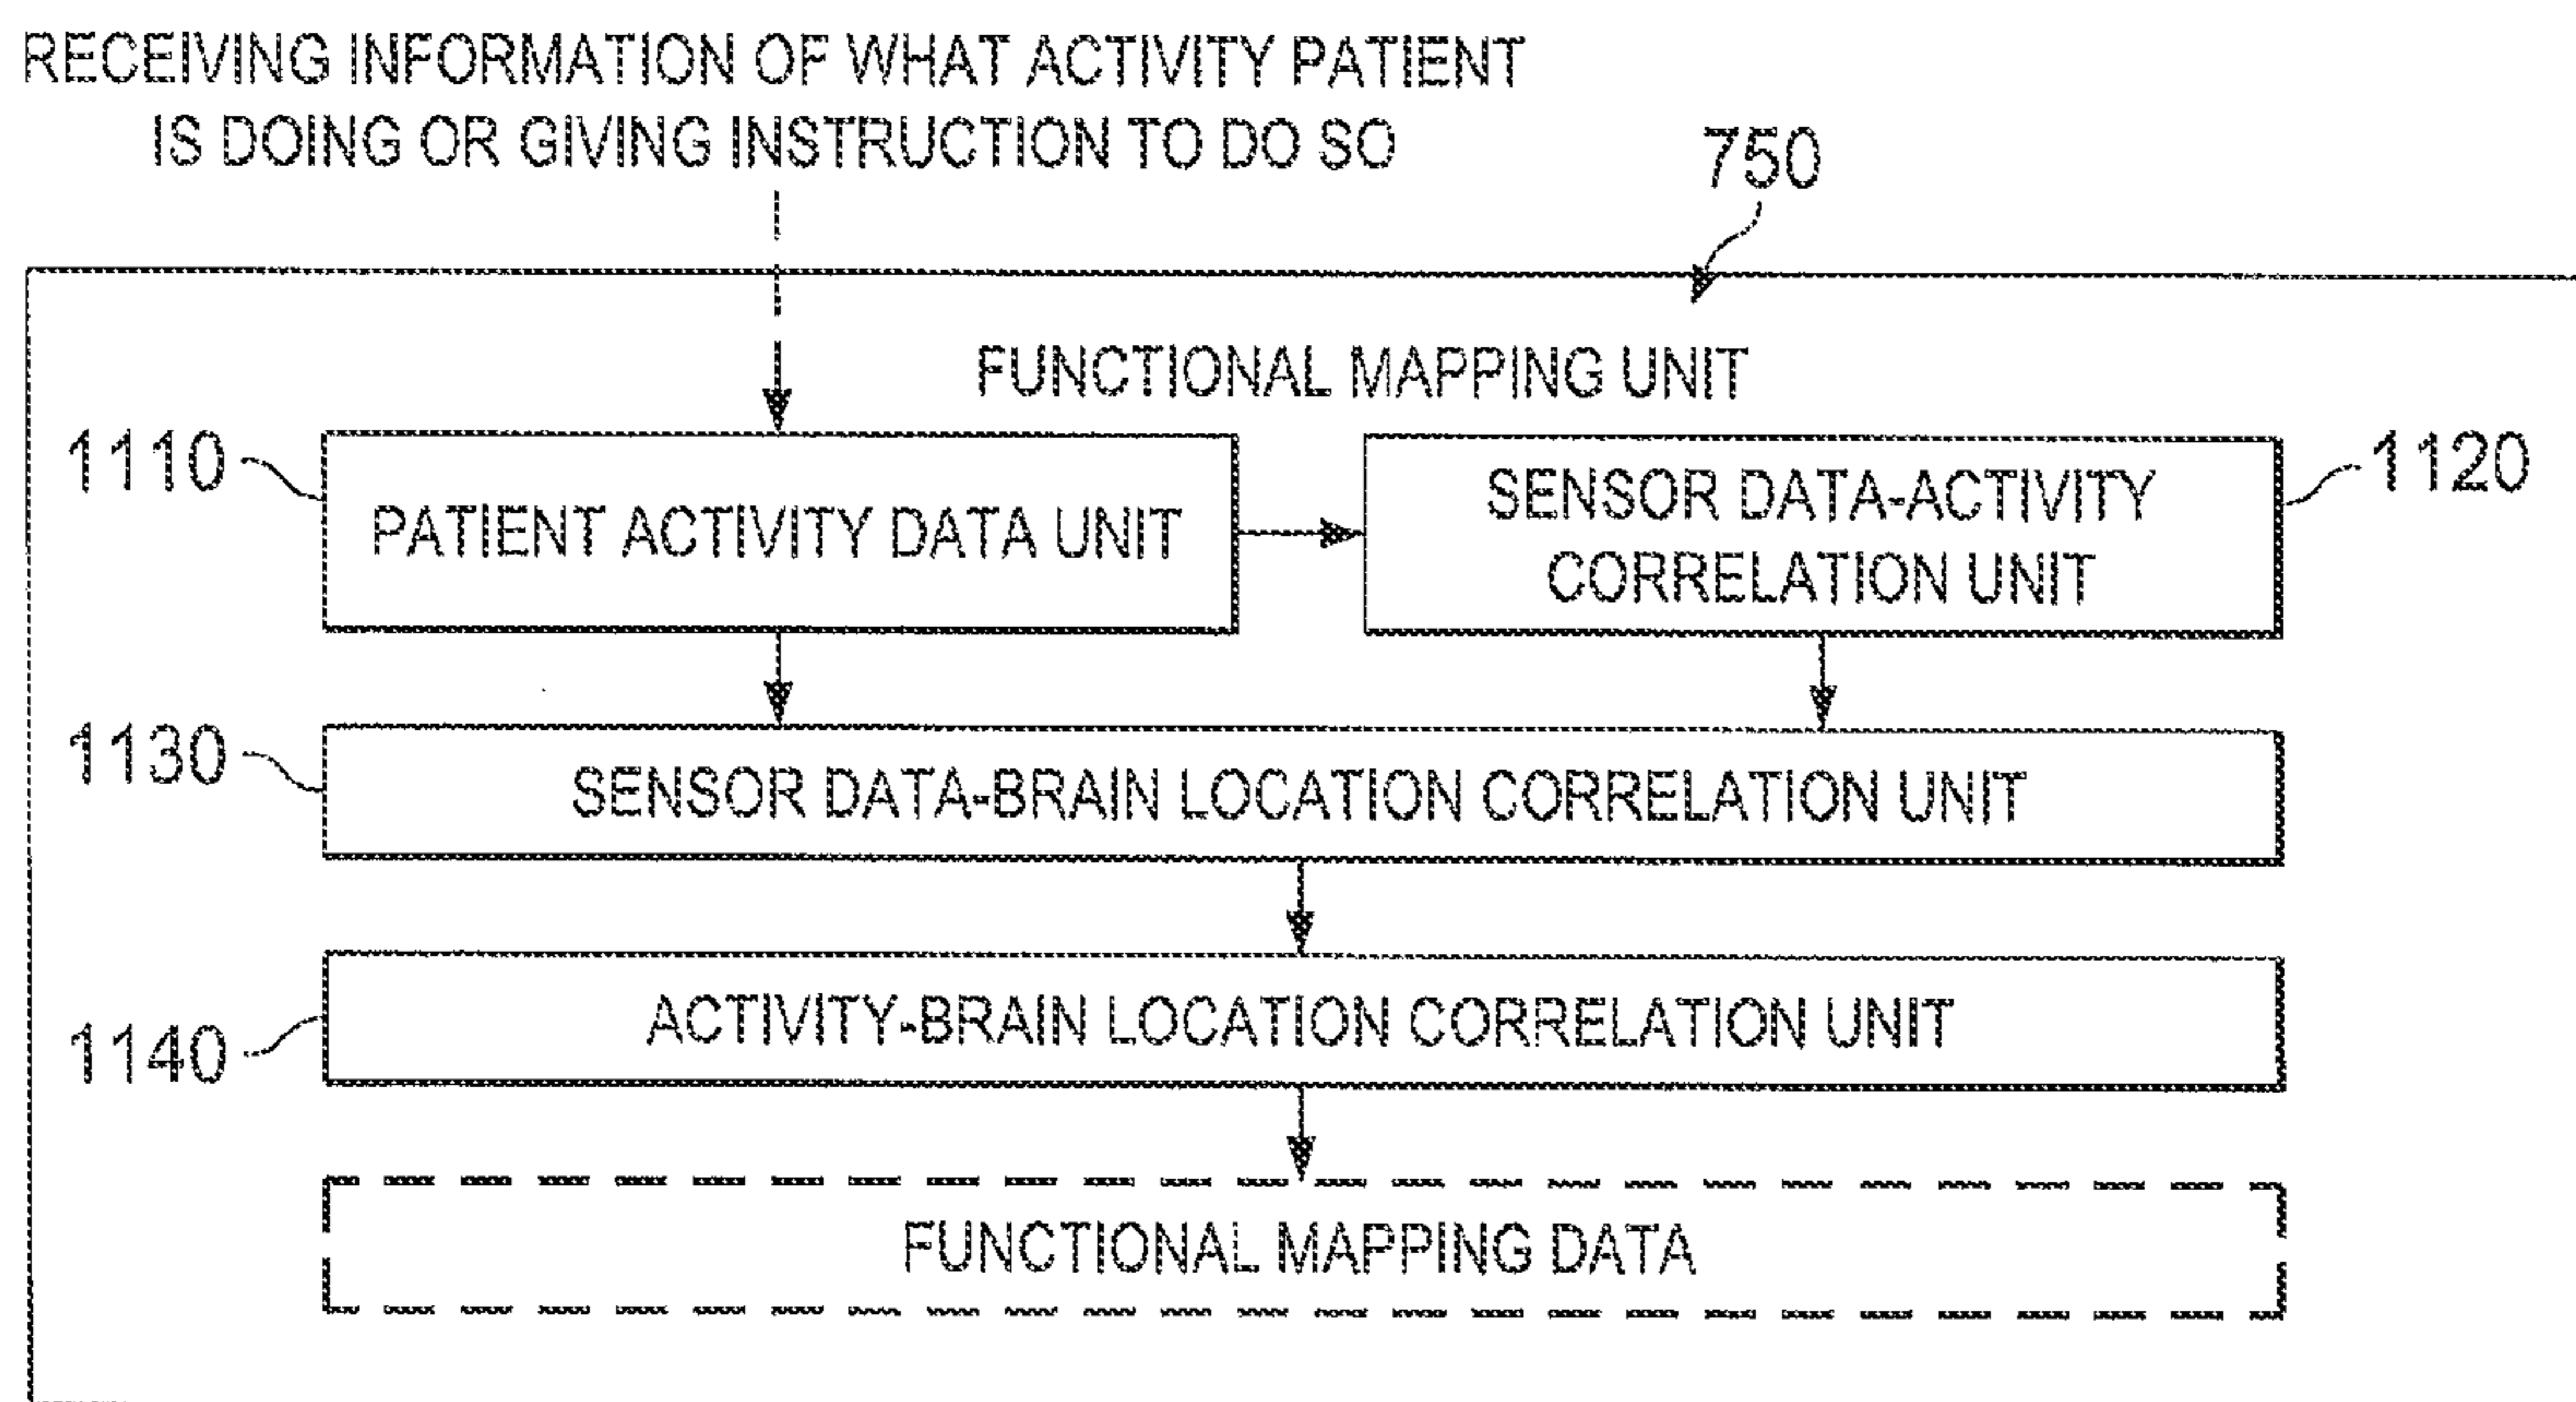 RECEIVING INFORMATION OF WHAT ACTIVITY PATIENT
IS DOING OR GIVING INSTRUCTION TO DO SO
750
FUNCTIONAL MAPPING UNIT
1110
PATIENT ACTIVITY DATA UNIT
SENSOR DATA-ACTIVITY
CORRELATION UNIT
1120
1130
SENSOR DATA-BRAIN LOCATION CORRELATION UNIT
1140
ACTIVITY-BRAIN LOCATION CORRELATION UNIT
FUNCTIONAL MAPPING DATA